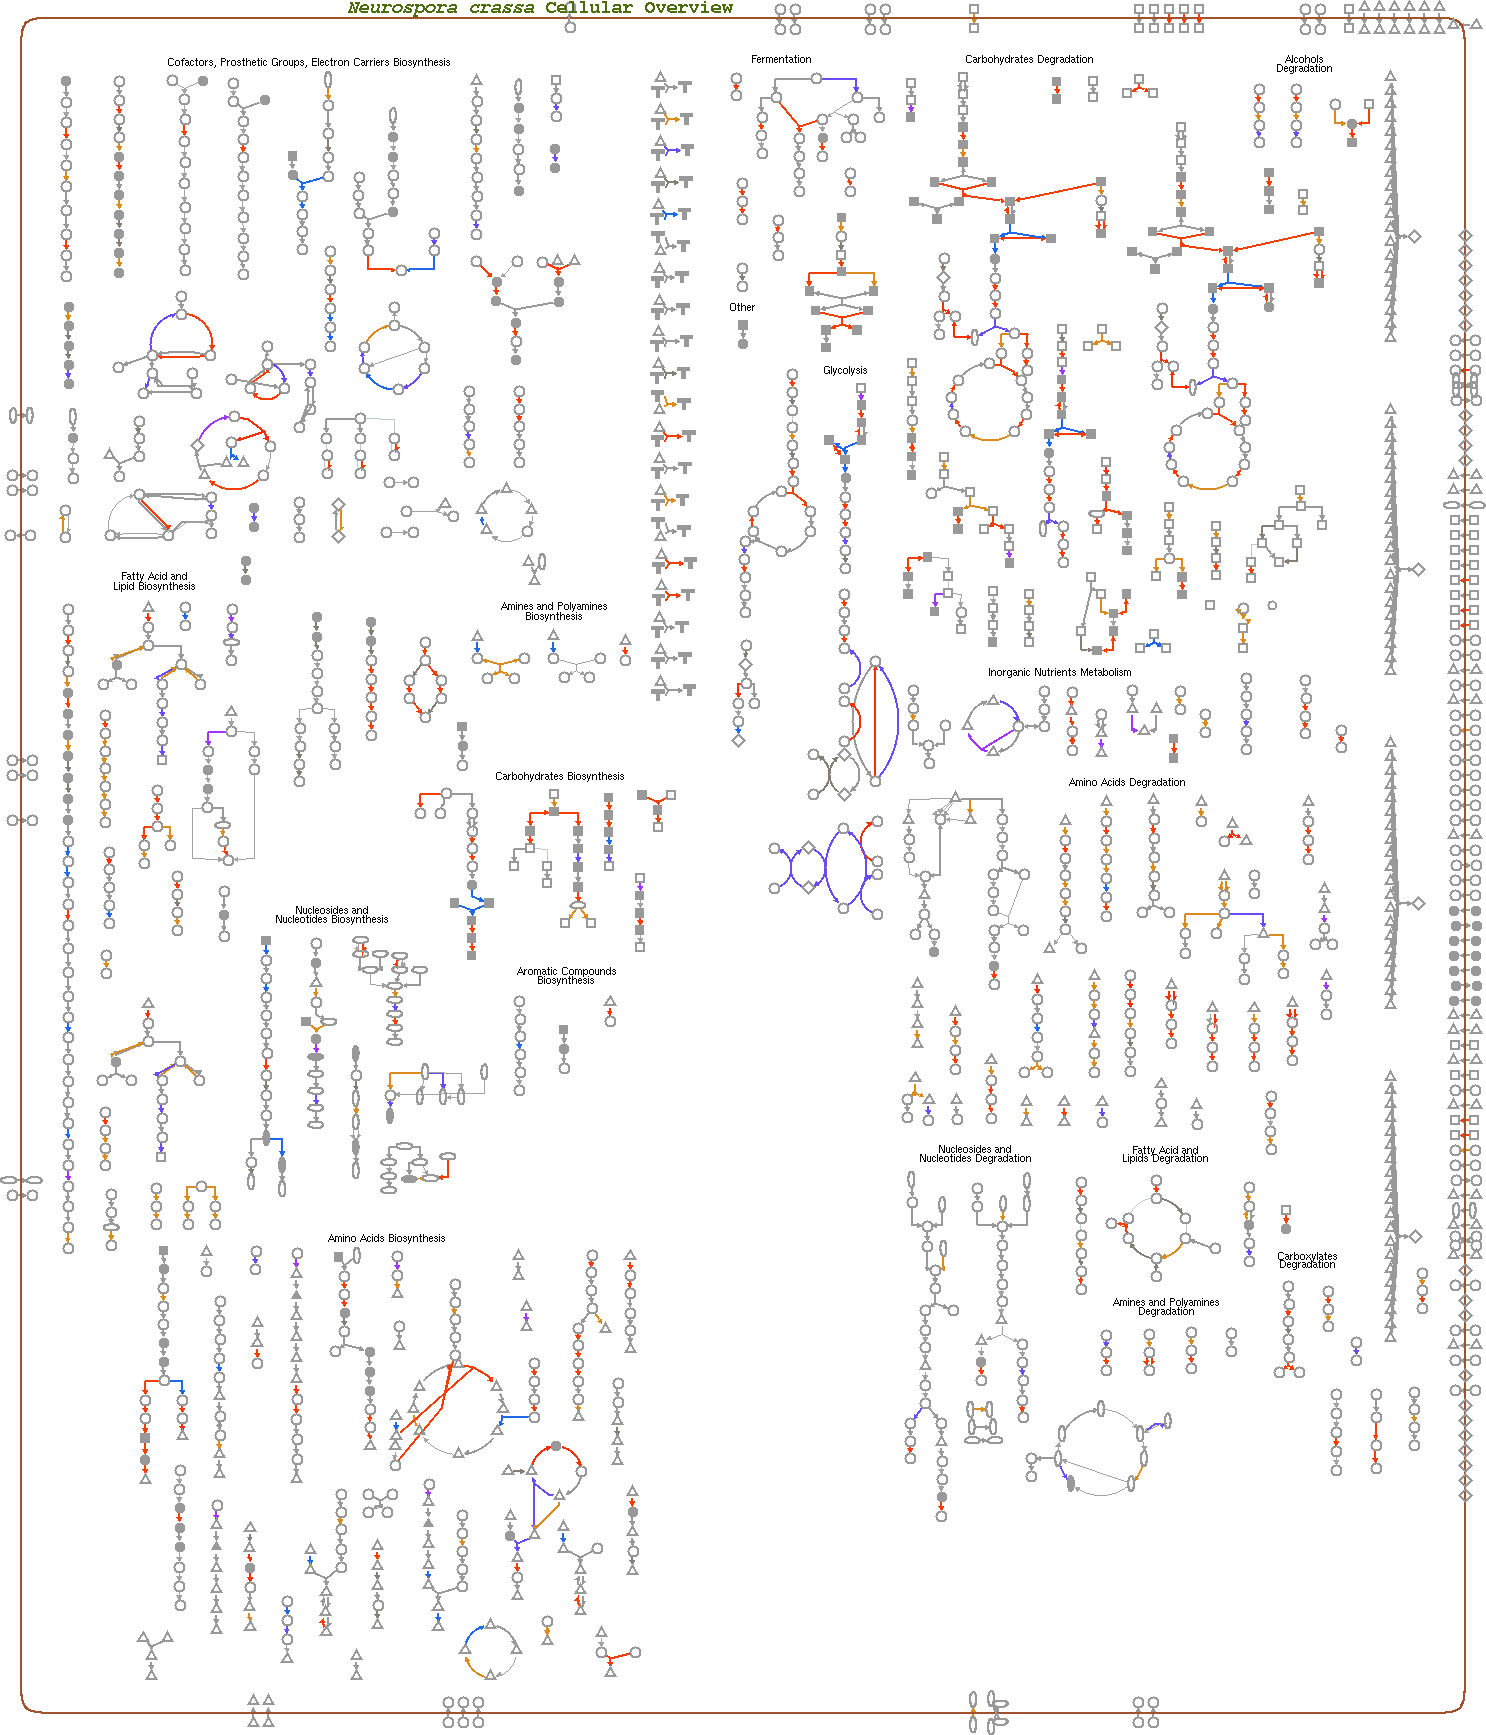 Neurospora crassa Cellular Overview
Cofactors, Prosthetic Groups, Electron Carriers Biosynthesis
Fermentation
Carbohydrates Degradation
Alcohols
Degradation
Other
Glycolysis
Fatty Acid and
Lipid Biosynthesis
Amines and Polyamines
Biosynthesis
Inorganic Nutrients Metabolism
Carbohydrates Biosynthesis
Amino Acids Degradation
Nucleosides and
Nucleotides Biosynthesis
Aromatic Compounds
Biosynthesis
Nucleosides and
Nucleotides Degradation
Fatty Acid and
Lipids Degradation
Amino Acids Biosynthesis
Carboxylates
Degradation
Amines and Polyamines
Degradation